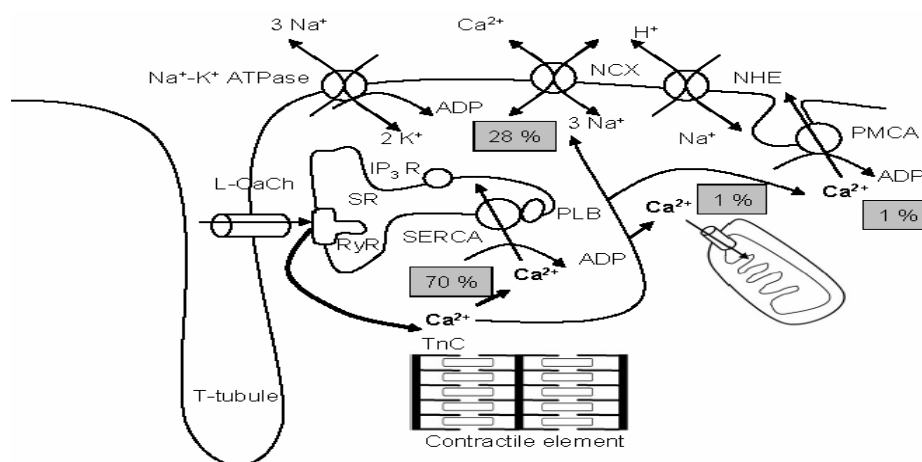 3 Na⁺
Ca²⁺
H⁺
Na⁺-K⁺ ATPase
NCX
NHE
ADP
2 K⁺
28 %
3 Na⁺
Na⁺
PMCA
IP₃ R
L-CaCh
SR
RyR
SERCA
PLB
ADP
Ca²⁺
1 %
Ca²⁺
ADP
1 %
70 %
Ca²⁺
Ca²⁺
TnC
T-tubule
Contractile element